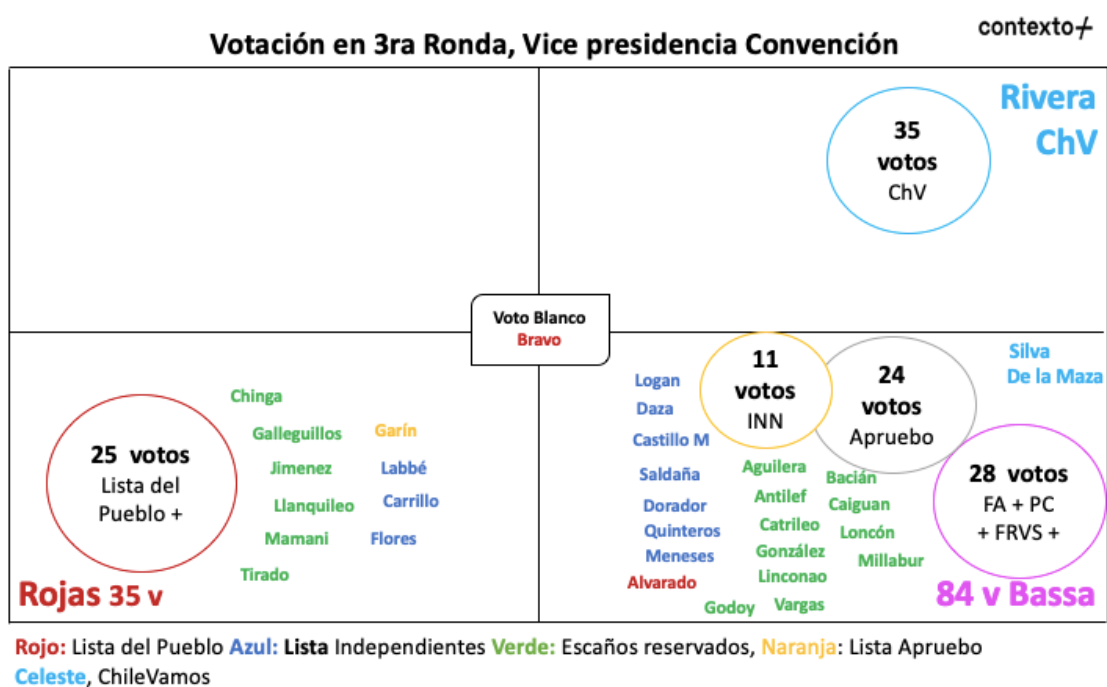 contexto+
Votación en 3ra Ronda, Vice presidencia Convención
Rivera
ChV
35
votos
ChV
Voto Blanco
Bravo
25 votos
Lista del
Pueblo +
Chinga
Galleguillos
Jimenez
Llanquileo
Mamani
Tirado
Garín
Labbé
Carrillo
Flores
Rojas 35 v
Logan
Daza
Castillo M
Saldaña
Dorador
Quinteros
Meneses
Alvarado
11
votos
INN
24
votos
Apruebo
Silva
De la Maza
Aguilera
Antilef
Catrileo
González
Linconao
Godoy
Vargas
Bacián
Caiguan
Loncón
Millabur
28 votos
FA + PC
+ FRVS +
84 v Bassa
Rojo: Lista del Pueblo Azul: Lista Independientes Verde: Escaños reservados, Naranja: Lista Apruebo
Celeste, ChileVamos